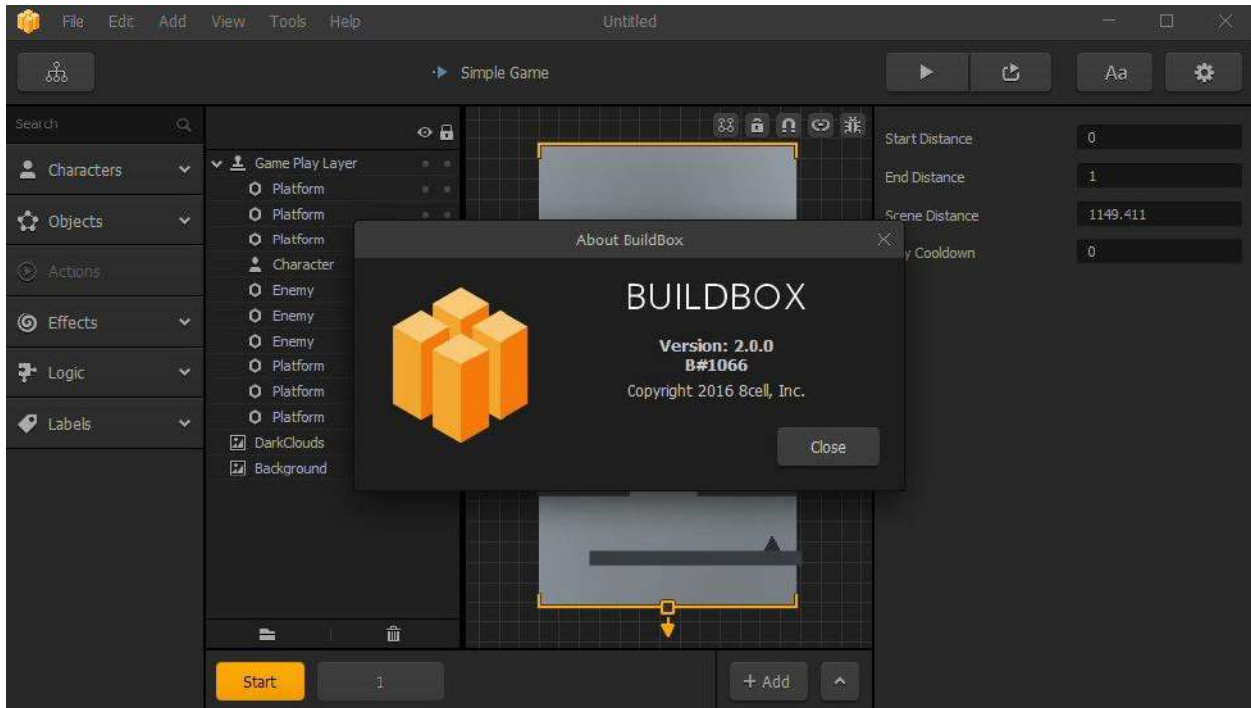 File Edit Add View Tools Help Untitled
Simple Game
Aa
Search
Characters
Objects
Actions
Effects
Logic
Labels
Game Play Layer
Platform
Platform
Platform
Character
Enemy
Enemy
Enemy
Platform
Platform
Platform
DarkClouds
Background
Start Distance 0
End Distance 1
Scene Distance 1149.411
y Cooldown 0
About BuildBox
BUILDBOX
Version: 2.0.0
B#1066
Copyright 2016 8cell, Inc.
Close
Start 1 + Add